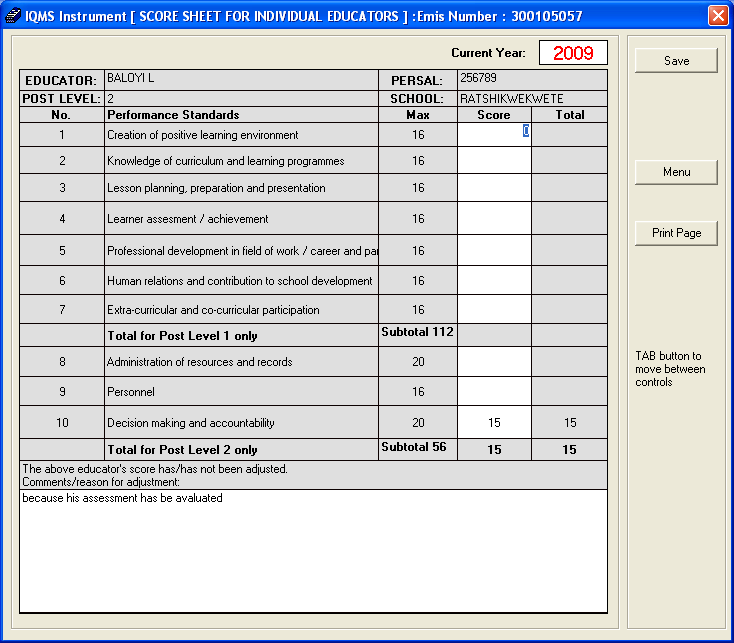 IQMS Instrument [ SCORE SHEET FOR INDIVIDUAL EDUCATORS ] :Emis Number : 300105057
Current Year: 2009
EDUCATOR: BALOYI L PERSAL: 256789
POST LEVEL: 2 SCHOOL: RATSHIKWEKWETE
No. Performance Standards Max Score Total
1 Creation of positive learning environment 16 0
2 Knowledge of curriculum and learning programmes 16
3 Lesson planning, preparation and presentation 16
4 Learner assesment / achievement 16
5 Professional development in field of work / career and par 16
6 Human relations and contribution to school development 16
7 Extra-curricular and co-curricular participation 16
Total for Post Level 1 only Subtotal 112
8 Administration of resources and records 20
9 Personnel 16
10 Decision making and accountability 20 15 15
Total for Post Level 2 only Subtotal 56 15 15
The above educator's score has/has not been adjusted.
Comments/reason for adjustment:
because his assessment has be avaluated
Save
Menu
Print Page
TAB button to
move between
controls